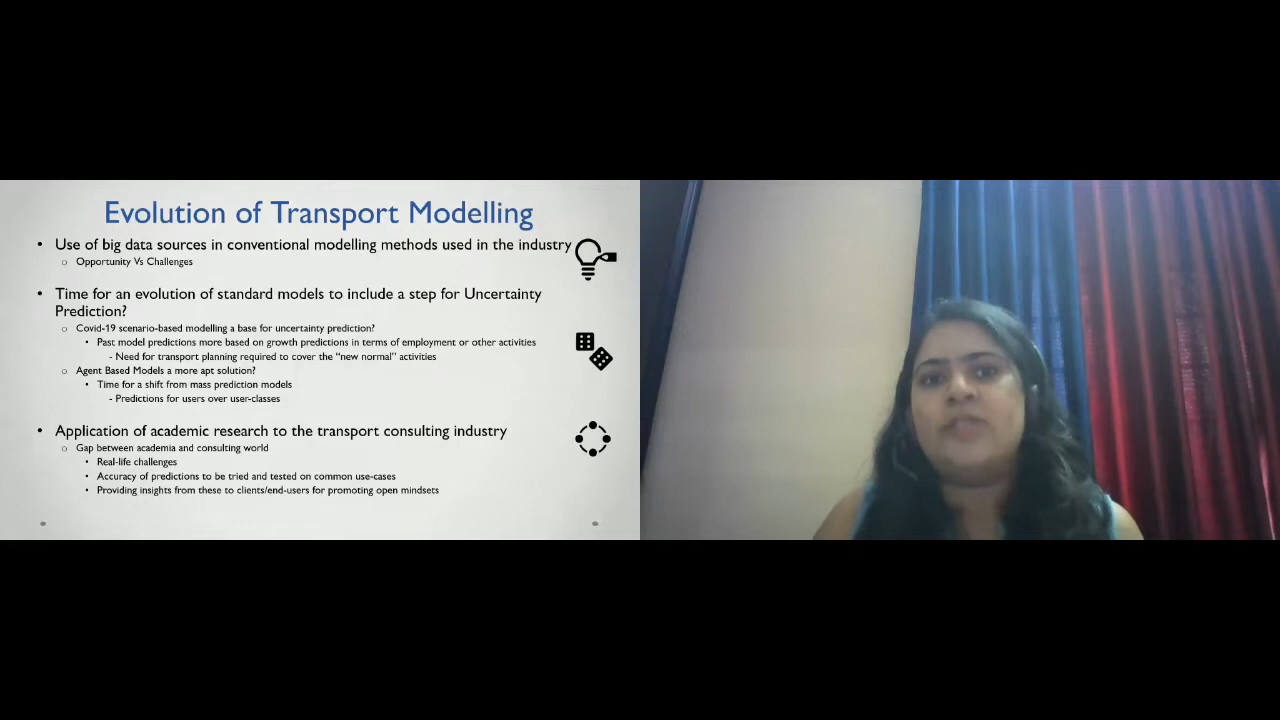 Evolution of Transport Modelling
• Use of big data sources in conventional modelling methods used in the industry
o Opportunity Vs Challenges
• Time for an evolution of standard models to include a step for Uncertainty
Prediction?
o Covid-19 scenario-based modelling a base for uncertainty prediction?
• Past model predictions more based on growth predictions in terms of employment or other activities
- Need for transport planning required to cover the “new normal” activities
o Agent Based Models a more apt solution?
• Time for a shift from mass prediction models
- Predictions for users over user-classes
• Application of academic research to the transport consulting industry
o Gap between academia and consulting world
• Real-life challenges
• Accuracy of predictions to be tried and tested on common use-cases
• Providing insights from these to clients/end-users for promoting open mindsets